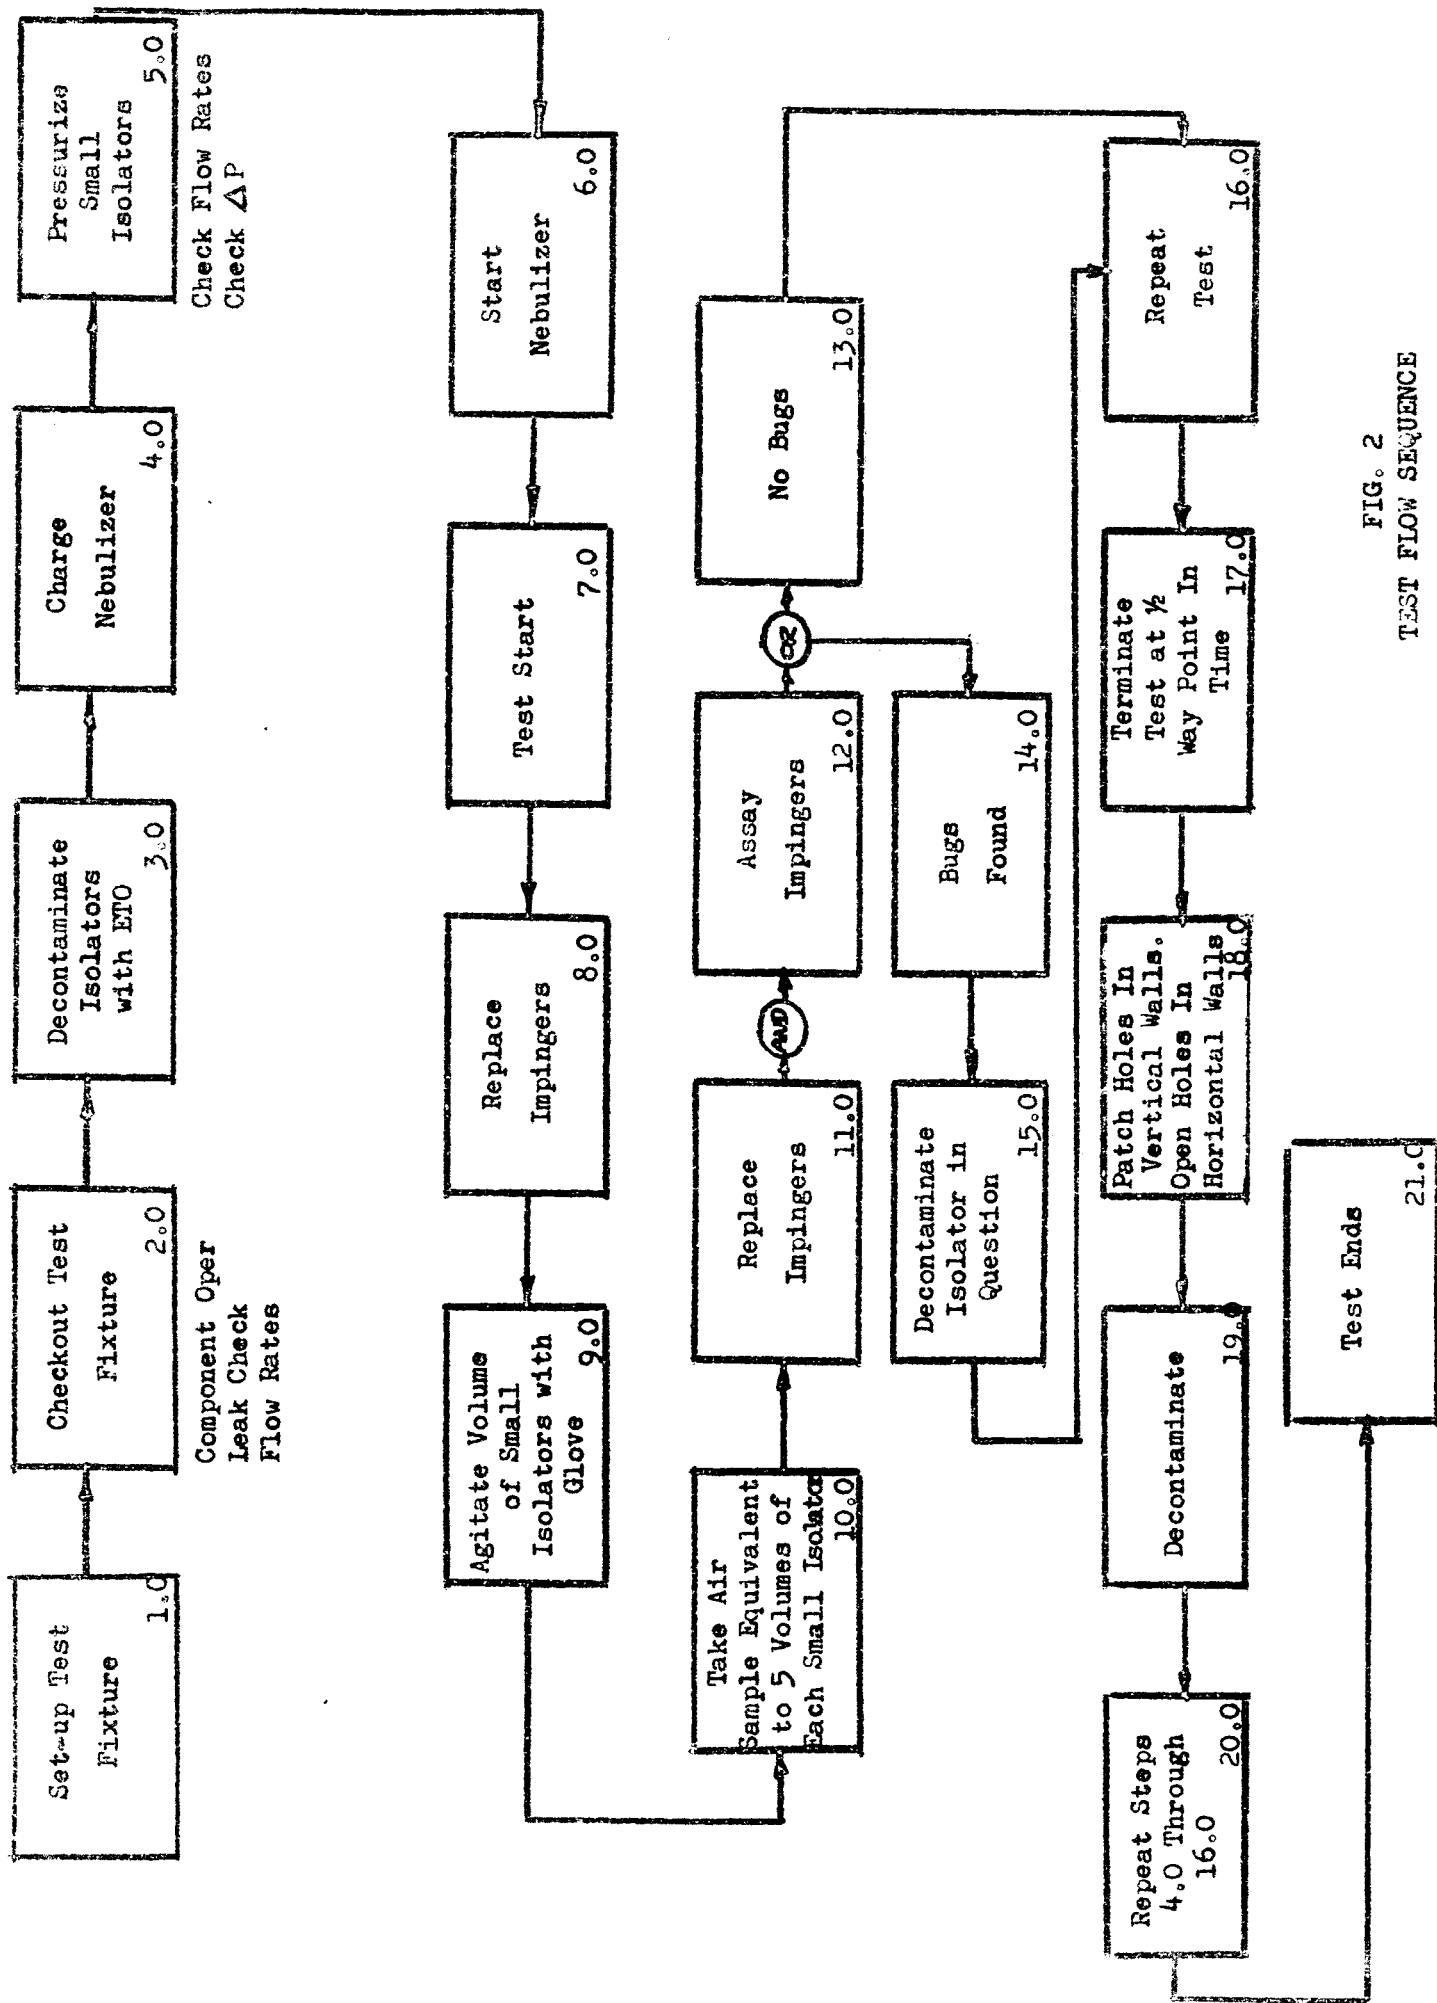 Set-up Test
Fixture
1.0
Checkout Test
Fixture
2.0
Component Oper
Leak Check
Flow Rates
Decontaminate
Isolators
with ETO
3.0
Charge
Nebulizer
4.0
Pressurize
Small
Isolators
5.0
Check Flow Rates
Check ΔP
Start
Nebulizer
6.0
Test Start
7.0
Replace
Impingers
8.0
Agitate Volume
of Small
Isolators with
Glove
9.0
Take Air
Sample Equivalent
to 5 Volumes of
Each Small Isolator
10.0
Replace
Impingers
11.0
AND
Assay
Impingers
12.0
OR
No Bugs
13.0
Bugs
Found
14.0
Decontaminate
Isolator in
Question
15.0
Repeat
Test
16.0
Terminate
Test at ½
Way Point In
Time
17.0
Patch Holes In
Vertical Walls.
Open Holes In
Horizontal Walls
18.0
Decontaminate
19.0
Repeat Steps
4.0 Through
16.0
20.0
Test Ends
21.0
FIG. 2
TEST FLOW SEQUENCE